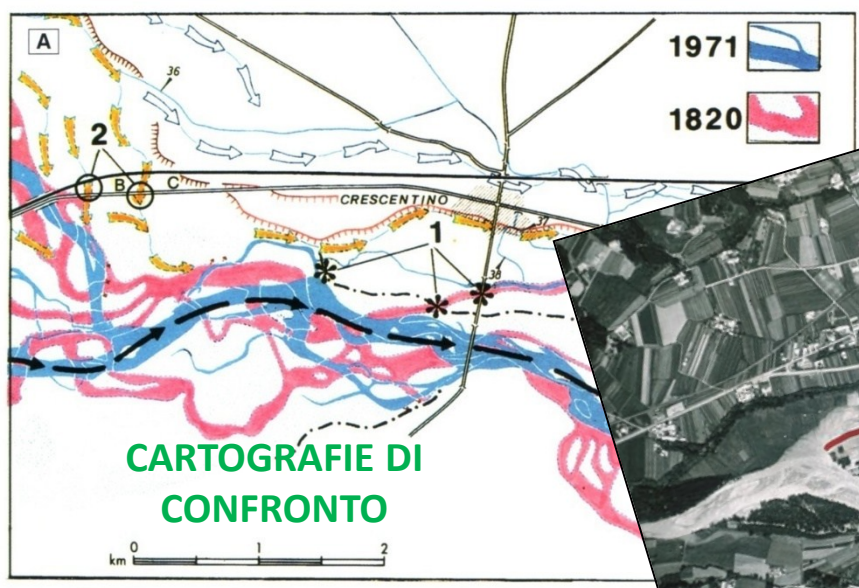 A
1971
1820
36
2
B
C
CRESCENTINO
37
1
38
CARTOGRAFIE DI
CONFRONTO
0
1
2
km